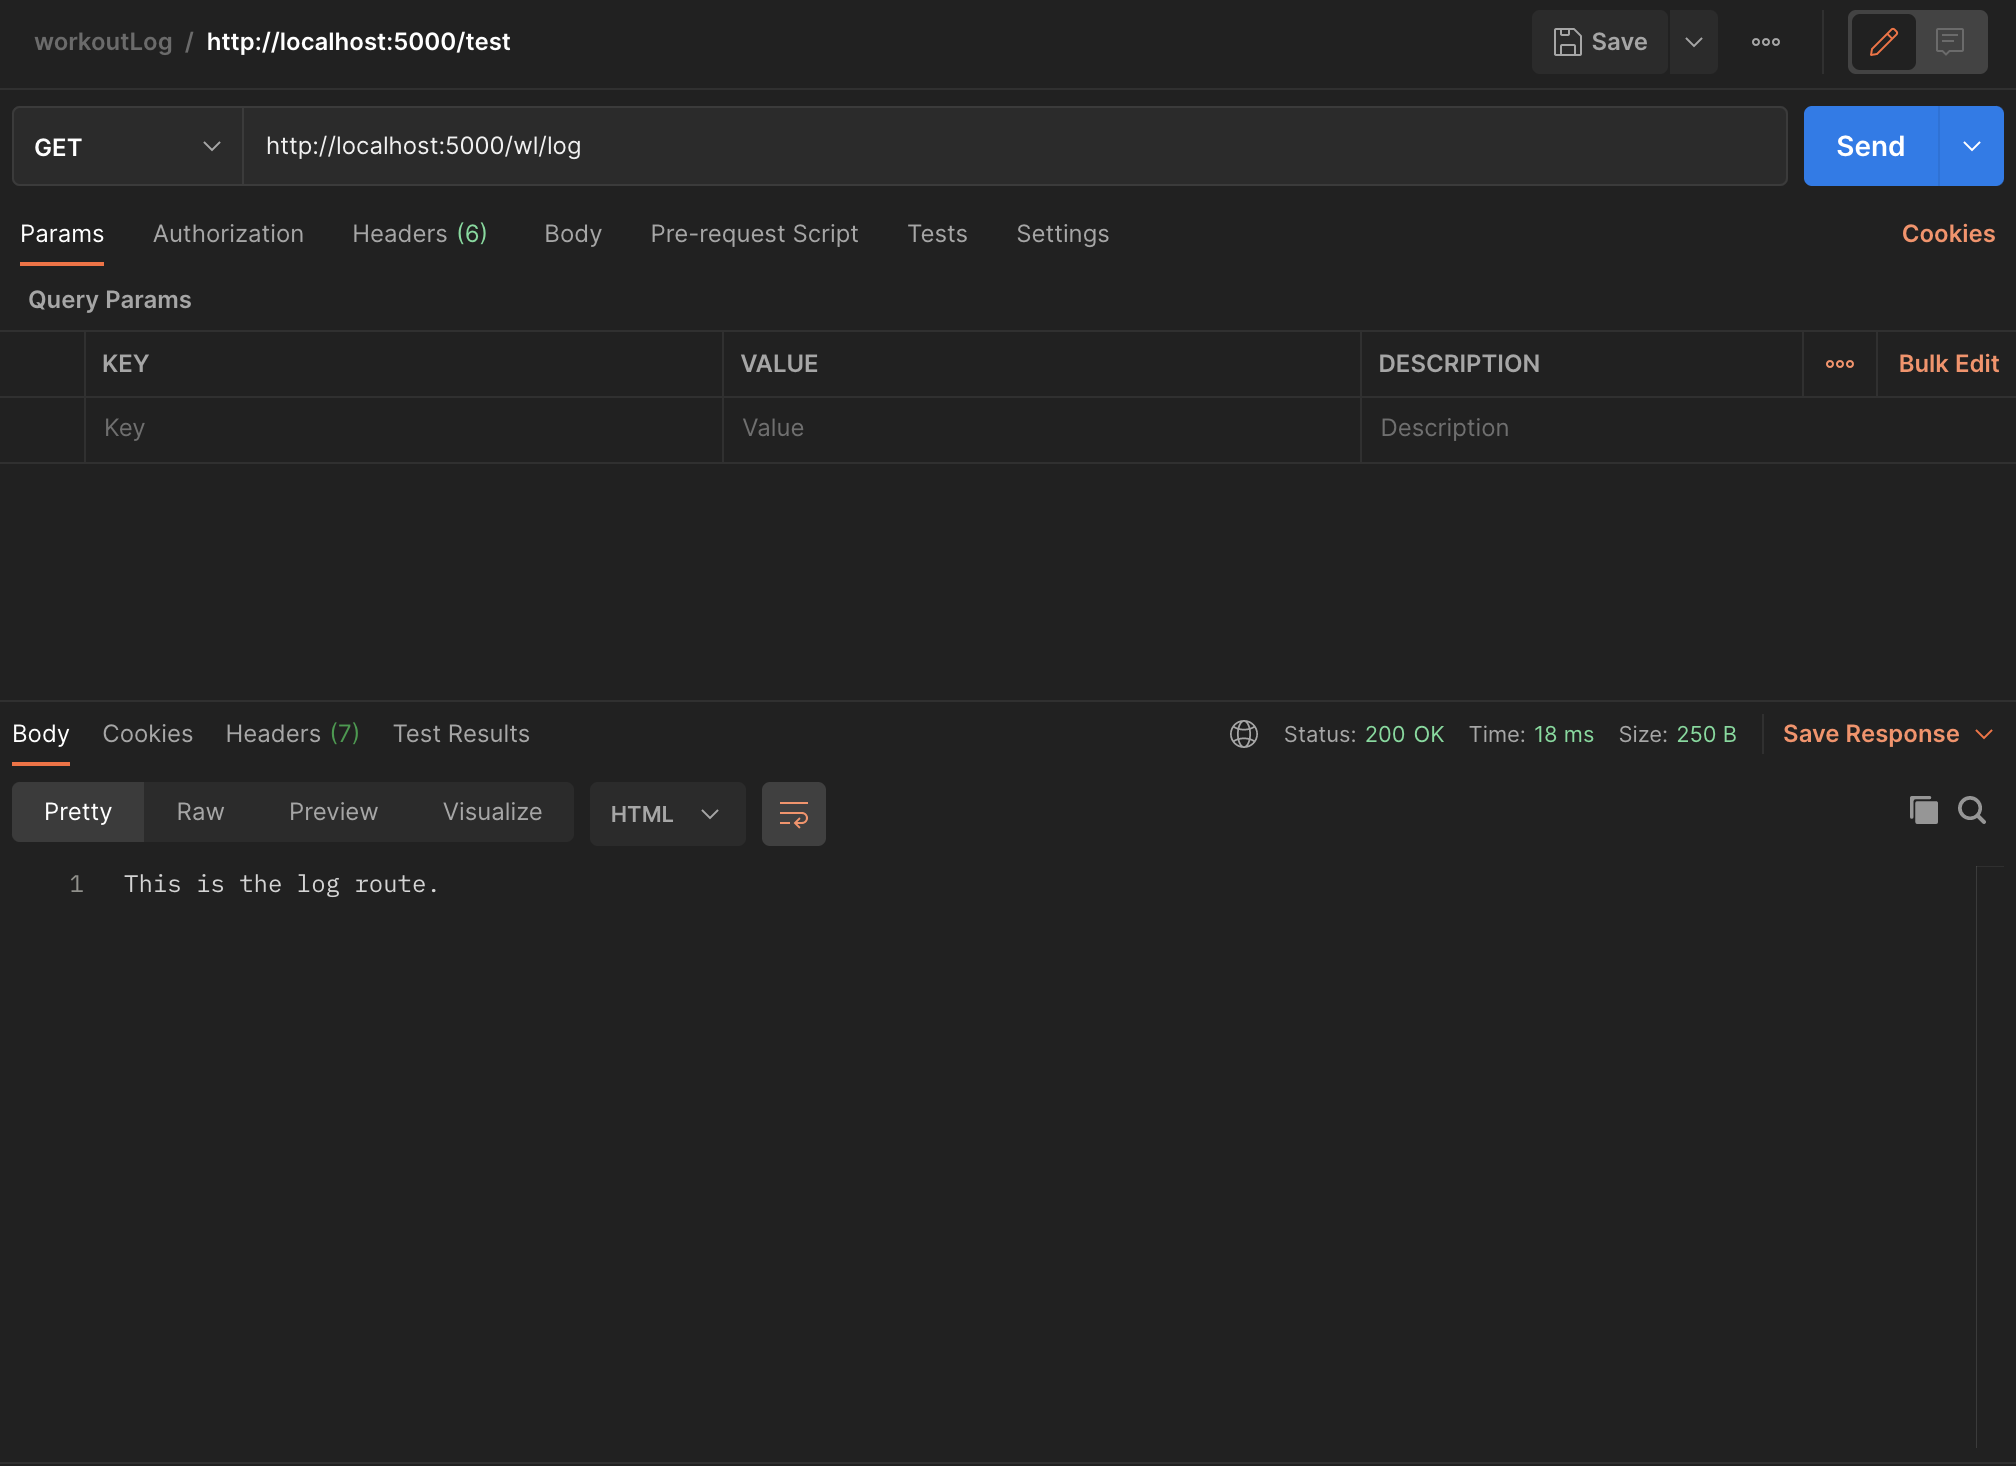 workoutLog / http://localhost:5000/test Save
GET http://localhost:5000/wl/log Send
Params Authorization Headers (6) Body Pre-request Script Tests Settings Cookies
Query Params
KEY VALUE DESCRIPTION Bulk Edit
Key Value Description
Body Cookies Headers (7) Test Results Status: 200 OK Time: 18 ms Size: 250 B Save Response
Pretty Raw Preview Visualize HTML
1 This is the log route.